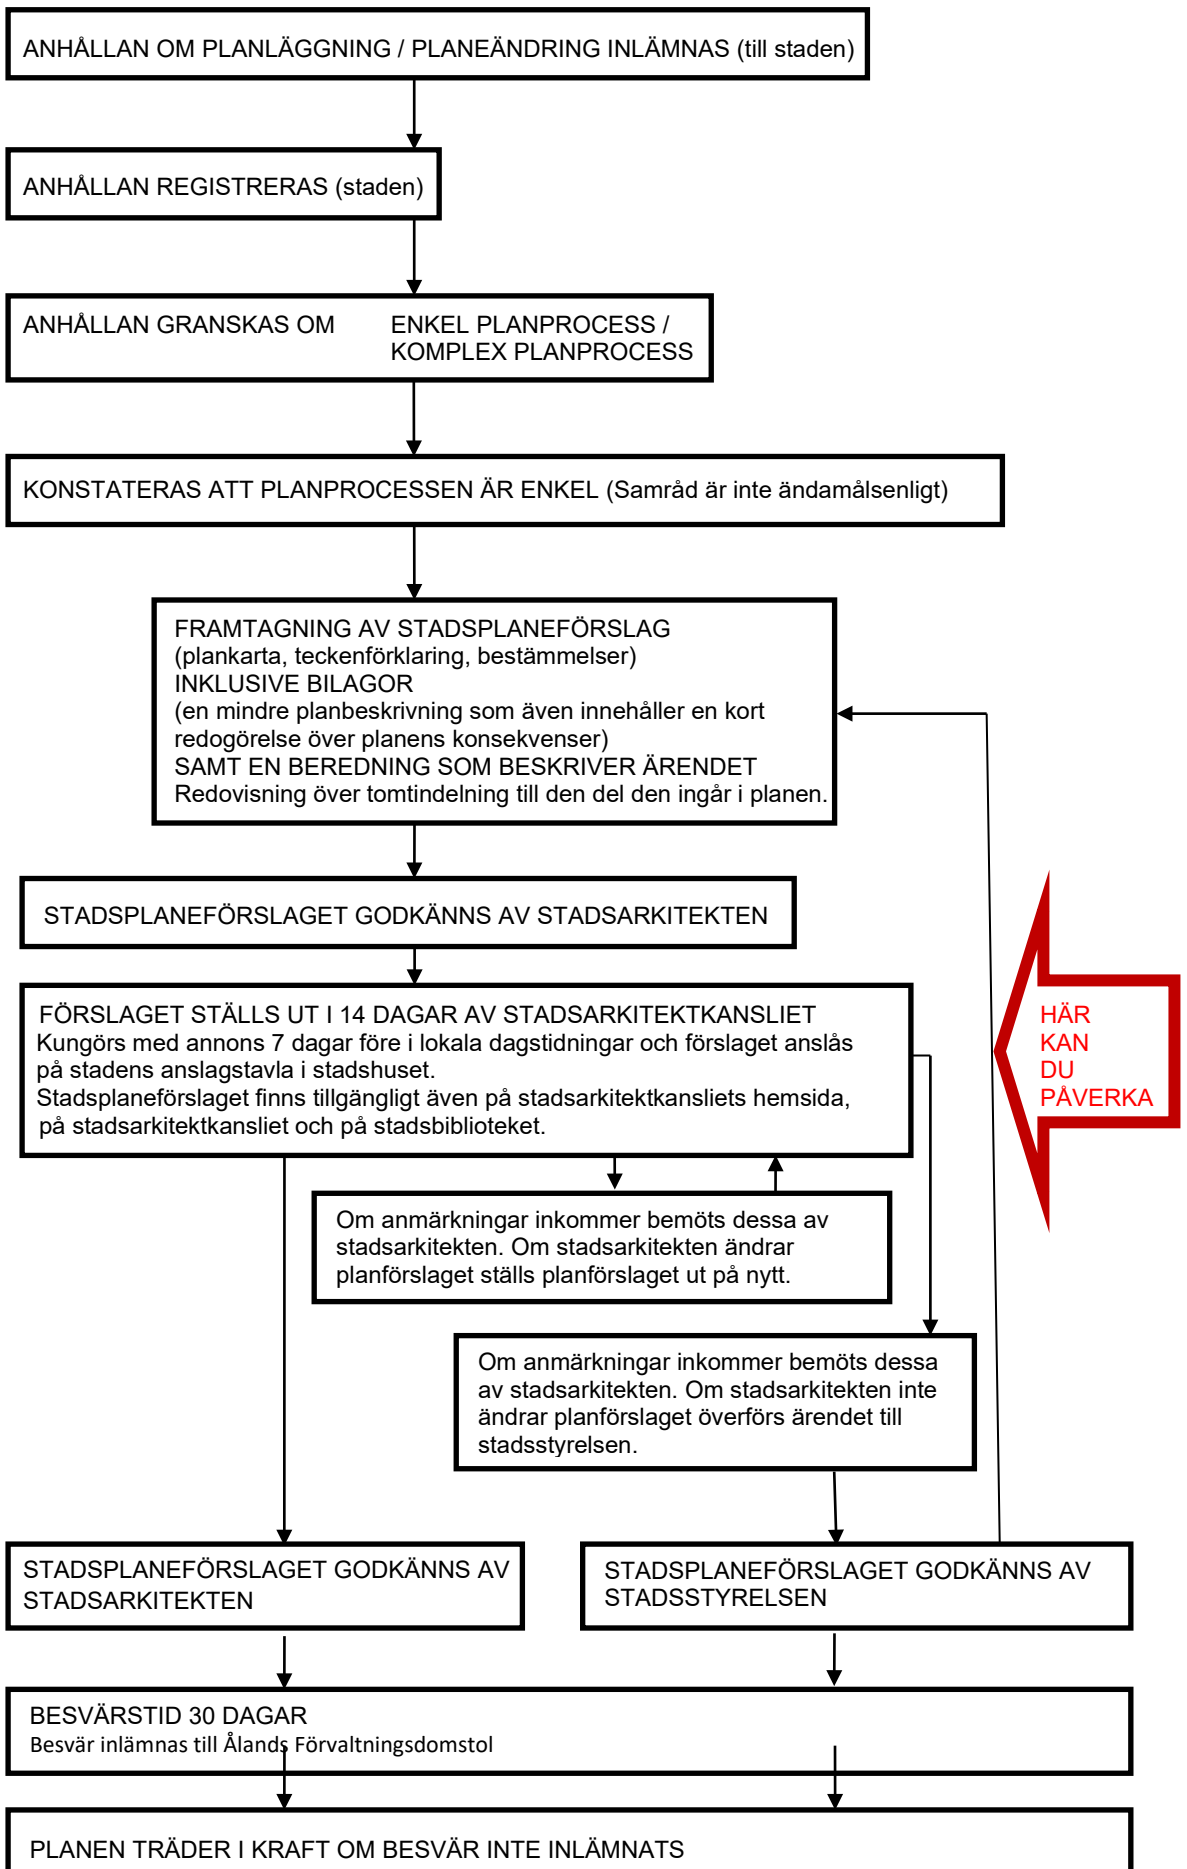 ANHÅLLAN OM PLANLÄGGNING / PLANEÄNDRING INLÄMNAS (till staden)
ANHÅLLAN REGISTRERAS (staden)
ANHÅLLAN GRANSKAS OM ENKEL PLANPROCESS /
KOMPLEX PLANPROCESS
KONSTATERAS ATT PLANPROCESSEN ÄR ENKEL (Samråd är inte ändamålsenligt)
FRAMTAGNING AV STADSPLANEFÖRSLAG
(plankarta, teckenförklaring, bestämmelser)
INKLUSIVE BILAGOR
(en mindre planbeskrivning som även innehåller en kort
redogörelse över planens konsekvenser)
SAMT EN BEREDNING SOM BESKRIVER ÄRENDET
Redovisning över tomtindelning till den del den ingår i planen.
STADSPLANEFÖRSLAGET GODKÄNNS AV STADSARKITEKTEN
FÖRSLAGET STÄLLS UT I 14 DAGAR AV STADSARKITEKTKANSLIET
Kungörs med annons 7 dagar före i lokala dagstidningar och förslaget anslås
på stadens anslagstavla i stadshuset.
Stadsplaneförslaget finns tillgängligt även på stadsarkitektkansliets hemsida,
på stadsarkitektkansliet och på stadsbiblioteket.
HÄR
KAN
DU
PÅVERKA
Om anmärkningar inkommer bemöts dessa av
stadsarkitekten. Om stadsarkitekten ändrar
planförslaget ställs planförslaget ut på nytt.
Om anmärkningar inkommer bemöts dessa
av stadsarkitekten. Om stadsarkitekten inte
ändrar planförslaget överförs ärendet till
stadsstyrelsen.
STADSPLANEFÖRSLAGET GODKÄNNS AV
STADSARKITEKTEN
STADSPLANEFÖRSLAGET GODKÄNNS AV
STADSSTYRELSEN
BESVÄRSTID 30 DAGAR
Besvär inlämnas till Ålands Förvaltningsdomstol
PLANEN TRÄDER I KRAFT OM BESVÄR INTE INLÄMNATS